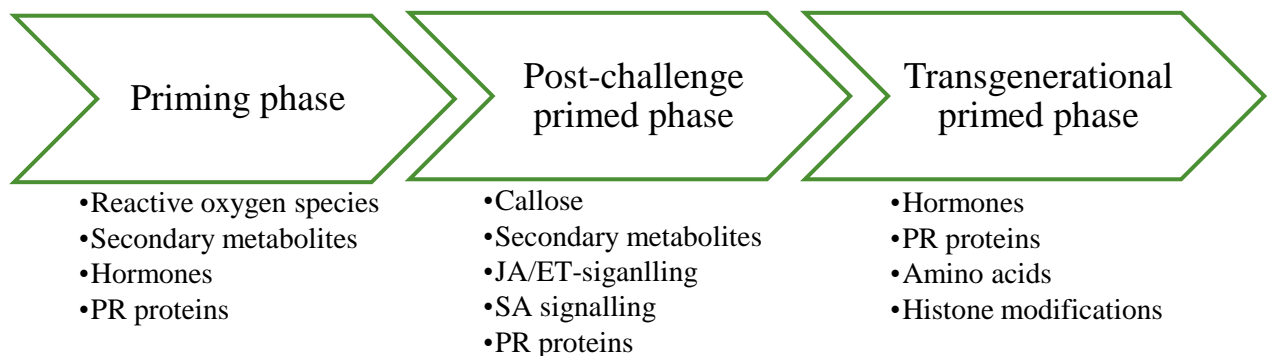 Priming phase
•Reactive oxygen species
•Secondary metabolites
•Hormones
•PR proteins
Post-challenge
primed phase
•Callose
•Secondary metabolites
•JA/ET-siganlling
•SA signalling
•PR proteins
Transgenerational
primed phase
•Hormones
•PR proteins
•Amino acids
•Histone modifications